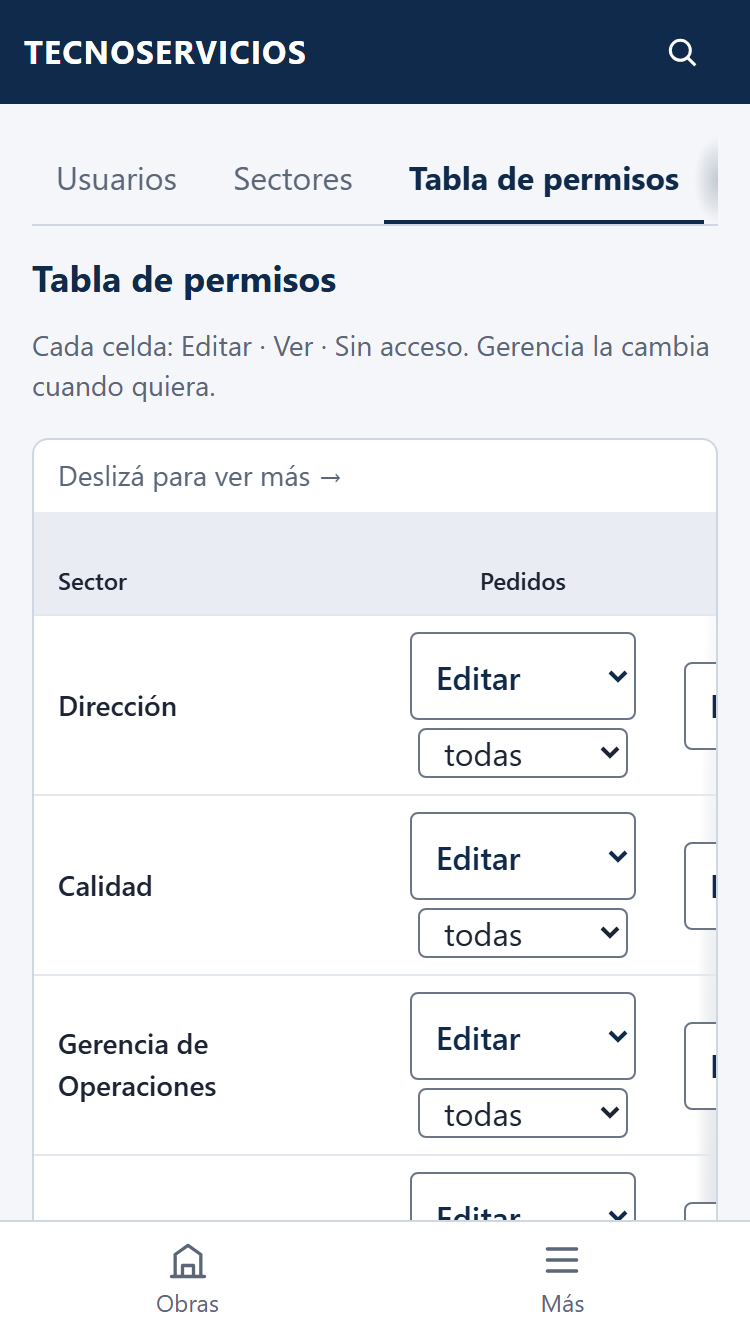 TECNOSERVICIOS
Usuarios Sectores Tabla de permisos
Tabla de permisos
Cada celda: Editar · Ver · Sin acceso. Gerencia la cambia
cuando quiera.
Deslizá para ver más →
Sector Pedidos
Dirección
Editar
todas
Calidad
Editar
todas
Gerencia de
Operaciones
Editar
todas
Editar
Obras Más